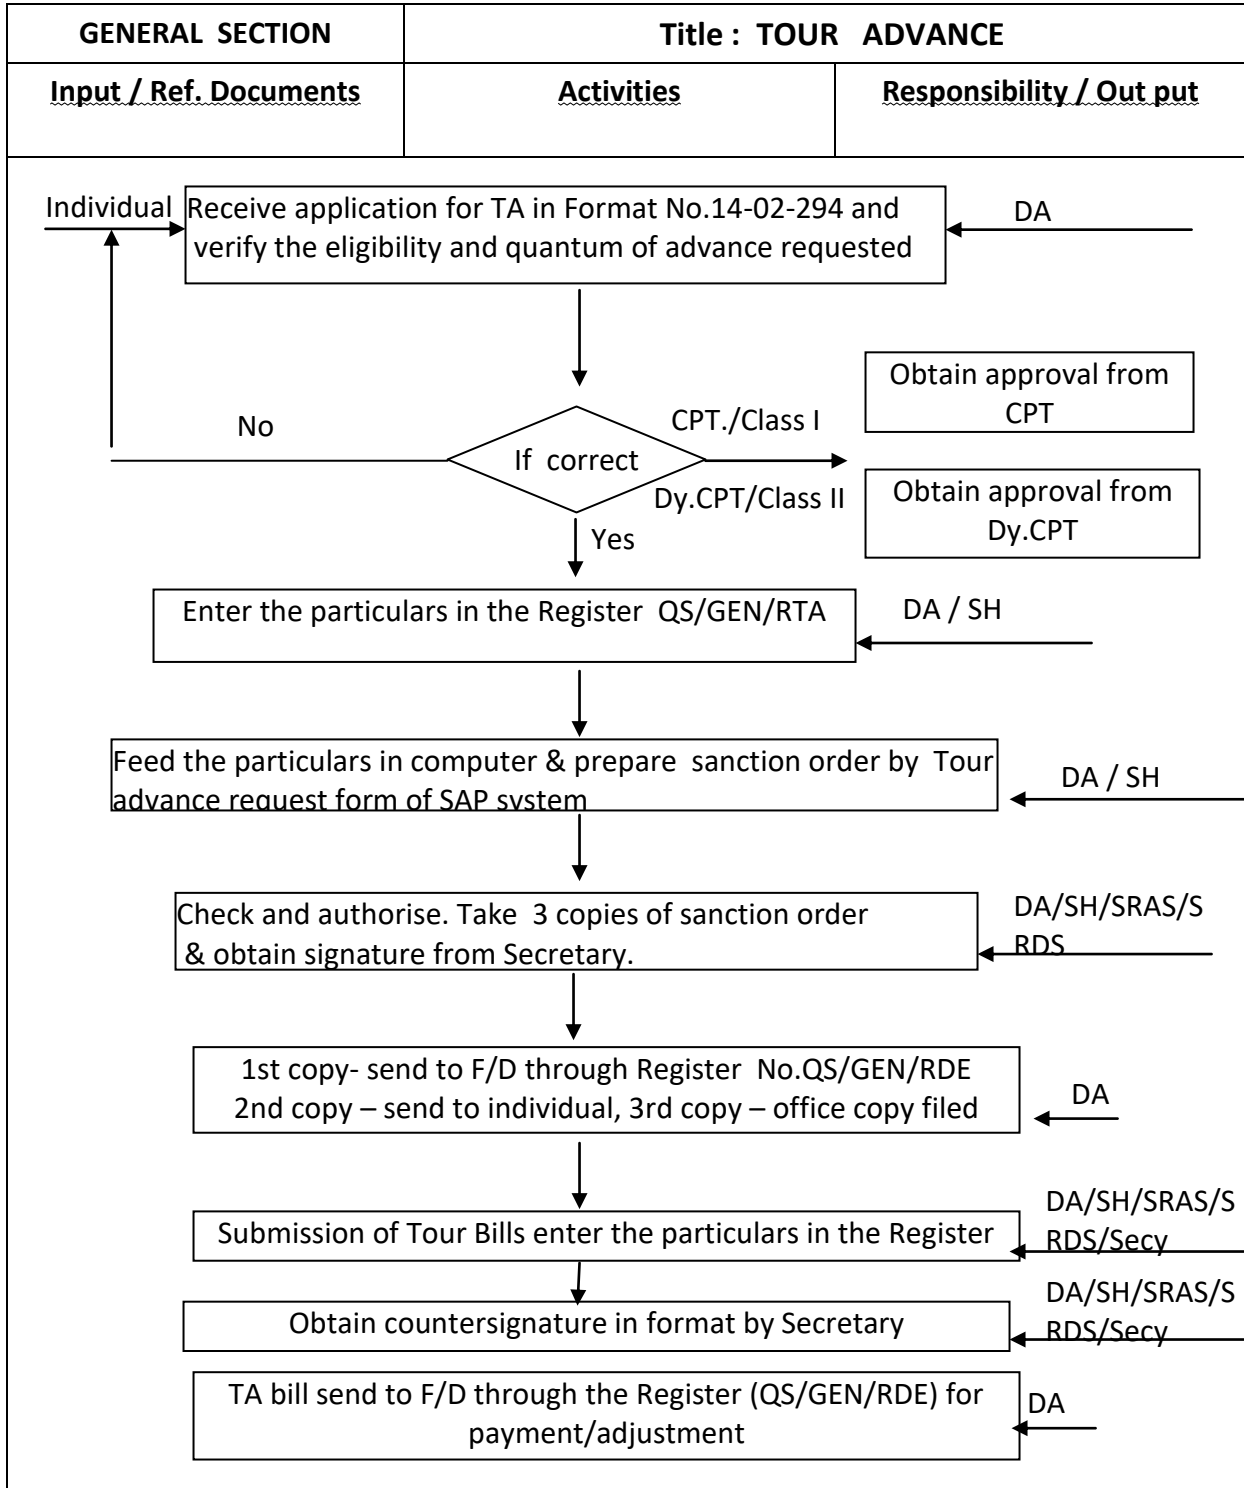 GENERAL SECTION
Title : TOUR ADVANCE
Input / Ref. Documents
Activities
Responsibility / Out put
Individual
Receive application for TA in Format No.14-02-294 and
verify the eligibility and quantum of advance requested
DA
Obtain approval from
CPT
No
CPT./Class I
If correct
Dy.CPT/Class II
Obtain approval from
Dy.CPT
Yes
Enter the particulars in the Register QS/GEN/RTA
DA / SH
Feed the particulars in computer & prepare sanction order by Tour
advance request form of SAP system
DA / SH
Check and authorise. Take 3 copies of sanction order
& obtain signature from Secretary.
DA/SH/SRAS/S
RDS
1st copy- send to F/D through Register No.QS/GEN/RDE
2nd copy – send to individual, 3rd copy – office copy filed
DA
Submission of Tour Bills enter the particulars in the Register
DA/SH/SRAS/S
RDS/Secy
Obtain countersignature in format by Secretary
DA/SH/SRAS/S
RDS/Secy
TA bill send to F/D through the Register (QS/GEN/RDE) for
payment/adjustment
DA